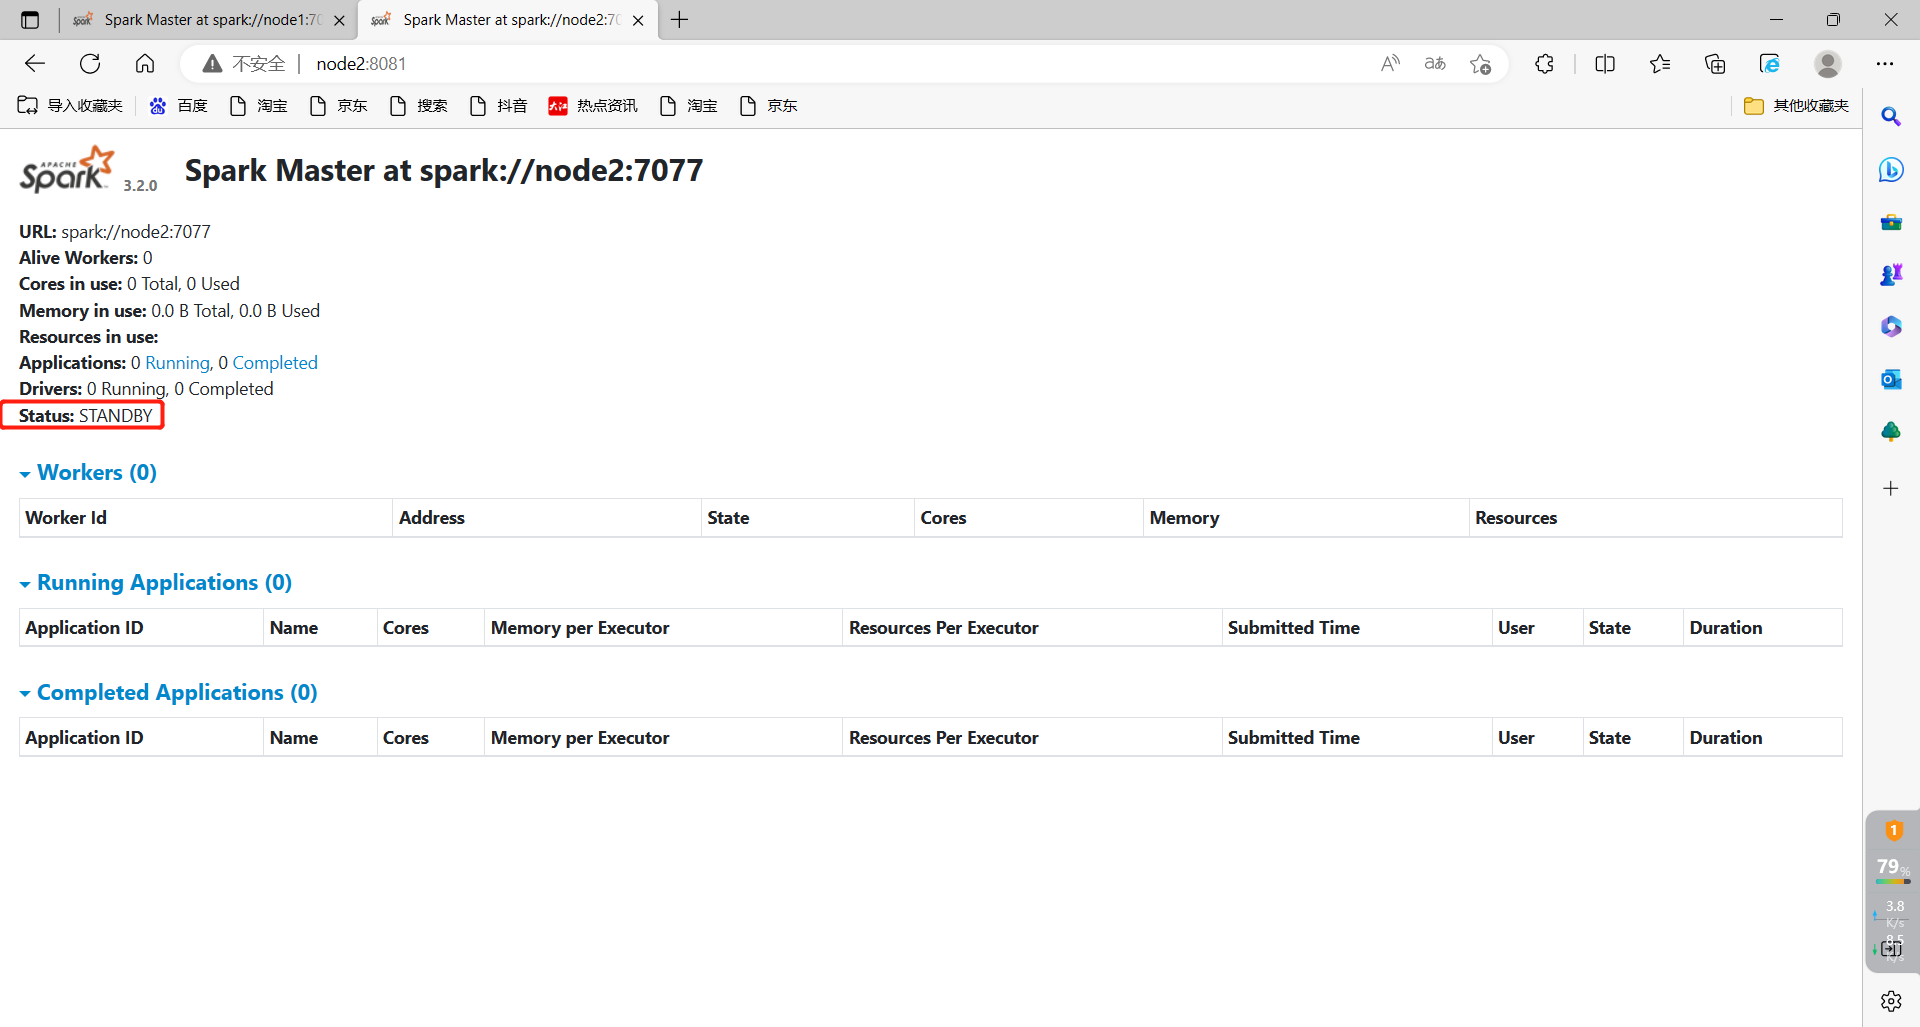 Spark Master at spark://node1:70
Spark Master at spark://node2:70
不安全 node2:8081
导入收藏夹 百度 淘宝 京东 搜索 抖音 大江 热点资讯 淘宝 京东 其他收藏夹
APACHE Spark 3.2.0 Spark Master at spark://node2:7077
URL: spark://node2:7077
Alive Workers: 0
Cores in use: 0 Total, 0 Used
Memory in use: 0.0 B Total, 0.0 B Used
Resources in use:
Applications: 0 Running, 0 Completed
Drivers: 0 Running, 0 Completed
Status: STANDBY
Workers (0)
Worker Id Address State Cores Memory Resources
Running Applications (0)
Application ID Name Cores Memory per Executor Resources Per Executor Submitted Time User State Duration
Completed Applications (0)
Application ID Name Cores Memory per Executor Resources Per Executor Submitted Time User State Duration
1
79%
3.8
K/s
8.5
K/s